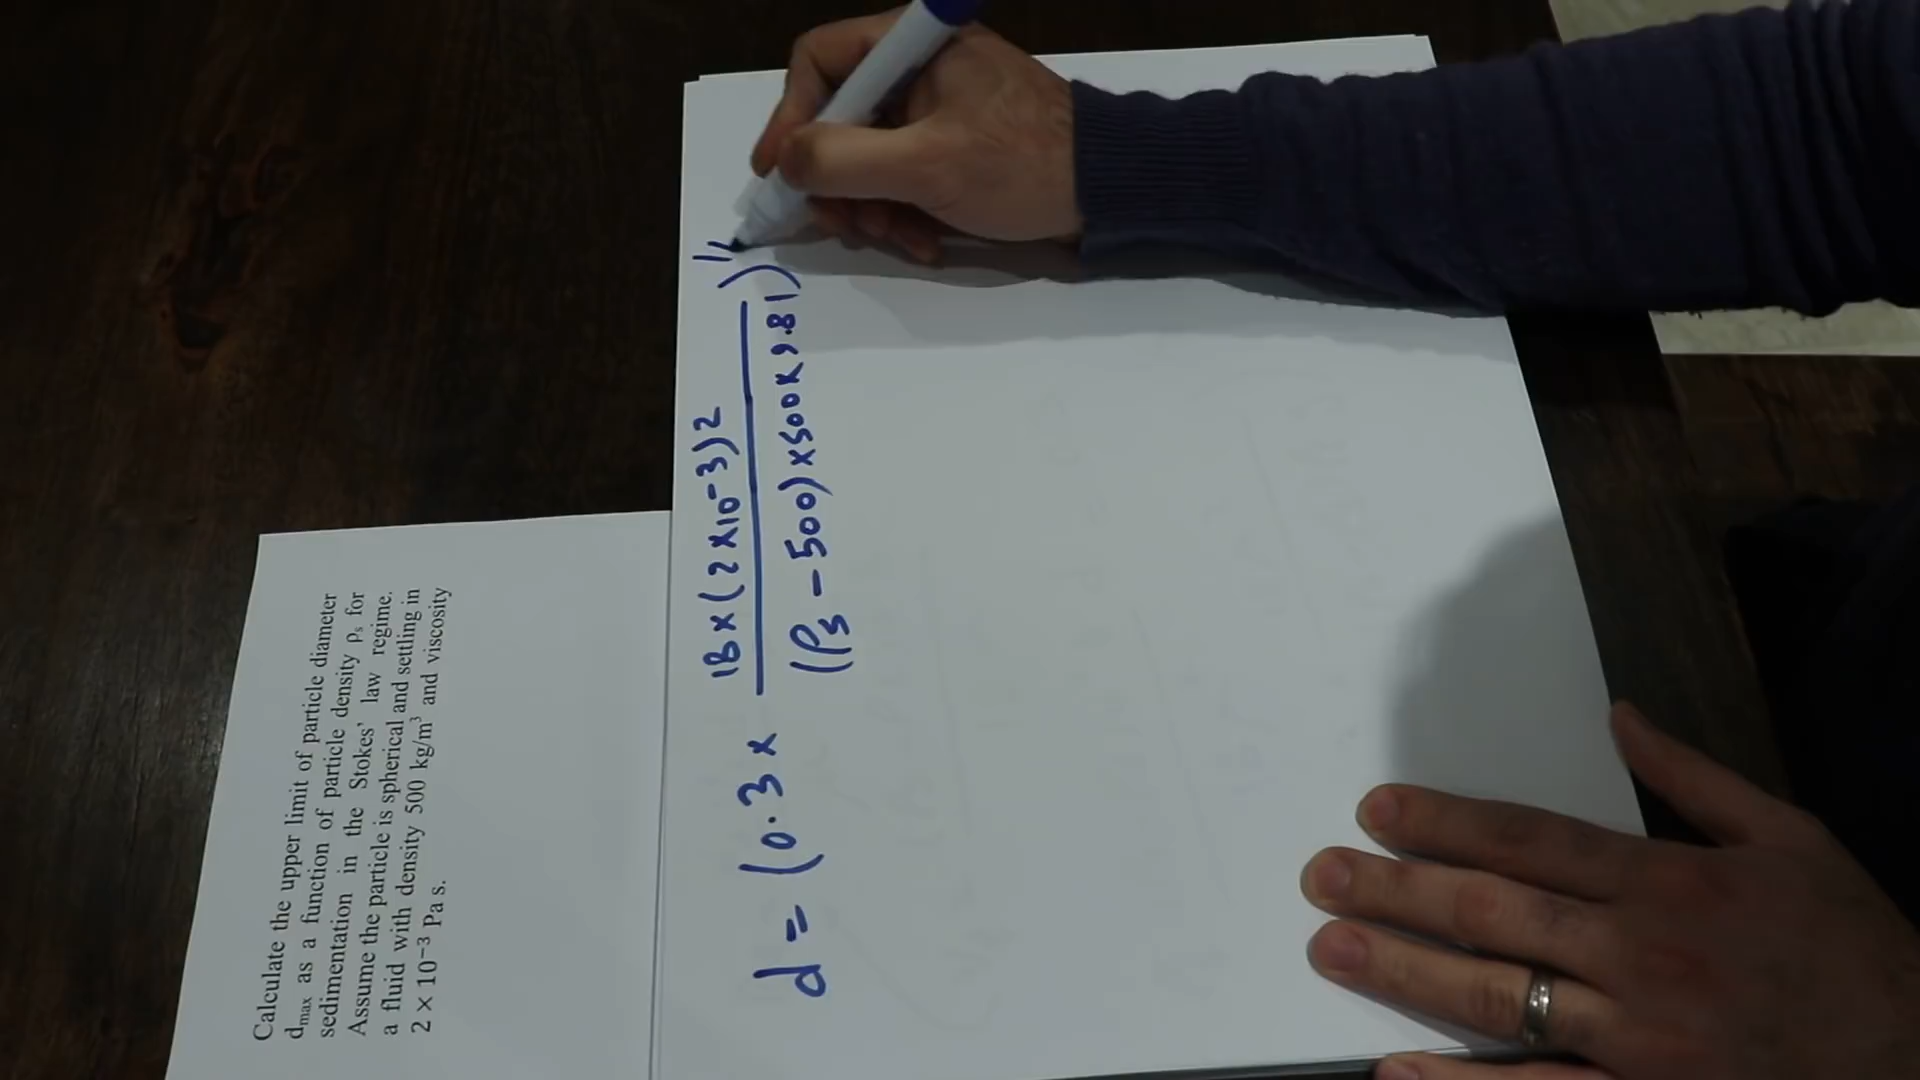 Calculate the upper limit of particle diameter
dmax as a function of particle density ρs for
sedimentation in the Stokes’ law regime.
Assume the particle is spherical and settling in
a fluid with density 500 kg/m³ and viscosity
2 × 10⁻³ Pa s.
d = (0.3 × 18 × (2 × 10⁻³)² / (ρs − 500) × 500 × 9.81)^1/